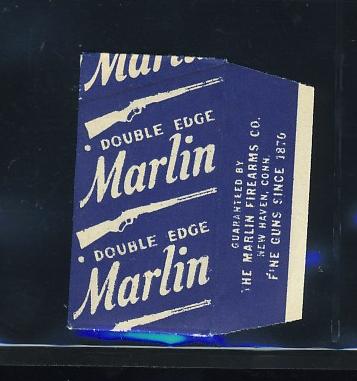 Marlin
DOUBLE EDGE
Marlin
DOUBLE EDGE
Marlin
GUARANTEED BY
THE MARLIN FIREARMS CO.
NEW HAVEN, CONN.
FINE GUNS SINCE 1870